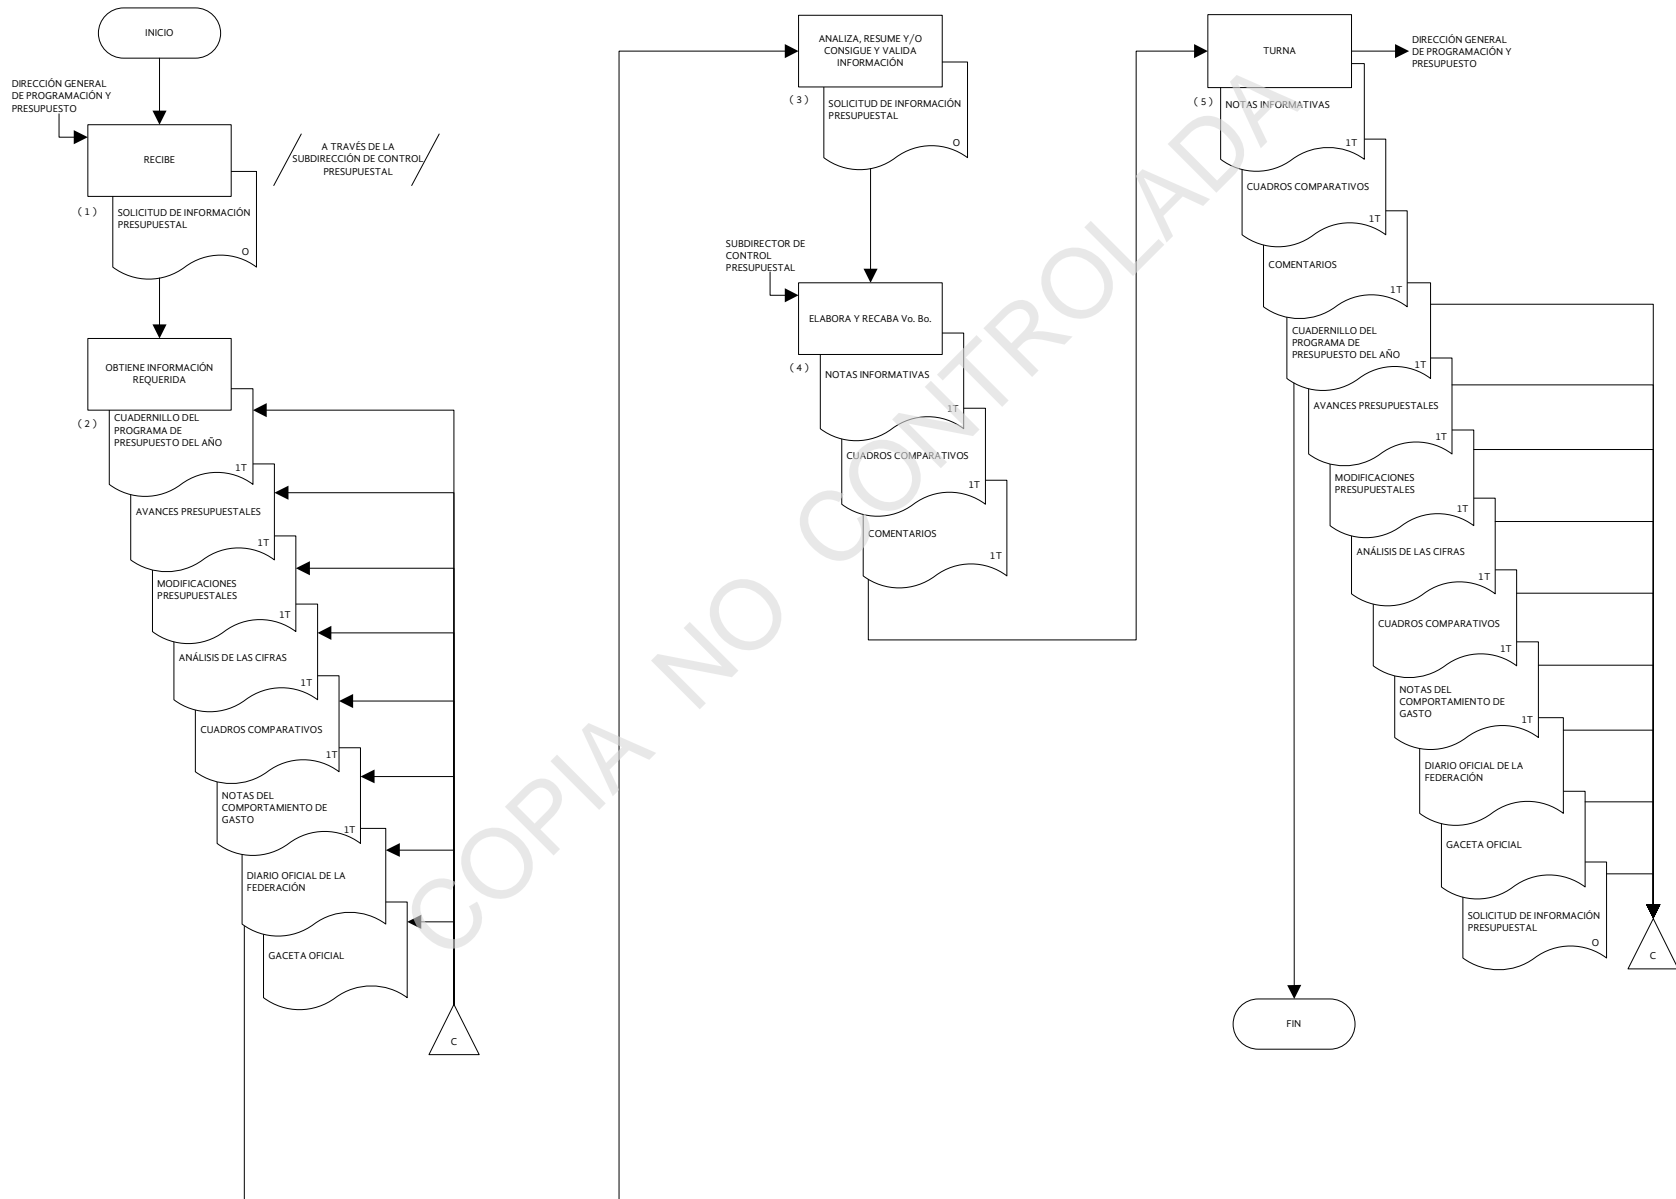 INICIO
DIRECCIÓN GENERAL
DE PROGRAMACIÓN Y
PRESUPUESTO
RECIBE
A TRAVÉS DE LA
SUBDIRECCIÓN DE CONTROL
PRESUPUESTAL
( 1 )
SOLICITUD DE INFORMACIÓN
PRESUPUESTAL
O
OBTIENE INFORMACIÓN
REQUERIDA
( 2 )
CUADERNILLO DEL
PROGRAMA DE
PRESUPUESTO DEL AÑO
1T
AVANCES PRESUPUESTALES
1T
MODIFICACIONES
PRESUPUESTALES
1T
ANÁLISIS DE LAS CIFRAS
1T
CUADROS COMPARATIVOS
1T
NOTAS DEL
COMPORTAMIENTO DE
GASTO
1T
DIARIO OFICIAL DE LA
FEDERACIÓN
GACETA OFICIAL
C
ANALIZA, RESUME Y/O
CONSIGUE Y VALIDA
INFORMACIÓN
( 3 )
SOLICITUD DE INFORMACIÓN
PRESUPUESTAL
O
SUBDIRECTOR DE
CONTROL
PRESUPUESTAL
ELABORA Y RECABA Vo. Bo.
( 4 )
NOTAS INFORMATIVAS
1T
CUADROS COMPARATIVOS
1T
COMENTARIOS
1T
TURNA
DIRECCIÓN GENERAL
DE PROGRAMACIÓN Y
PRESUPUESTO
( 5 )
NOTAS INFORMATIVAS
1T
CUADROS COMPARATIVOS
1T
COMENTARIOS
1T
CUADERNILLO DEL
PROGRAMA DE
PRESUPUESTO DEL AÑO
1T
AVANCES PRESUPUESTALES
1T
MODIFICACIONES
PRESUPUESTALES
1T
ANÁLISIS DE LAS CIFRAS
1T
CUADROS COMPARATIVOS
1T
NOTAS DEL
COMPORTAMIENTO DE
GASTO
1T
DIARIO OFICIAL DE LA
FEDERACIÓN
GACETA OFICIAL
SOLICITUD DE INFORMACIÓN
PRESUPUESTAL
O
C
FIN
COPIA NO CONTROLADA